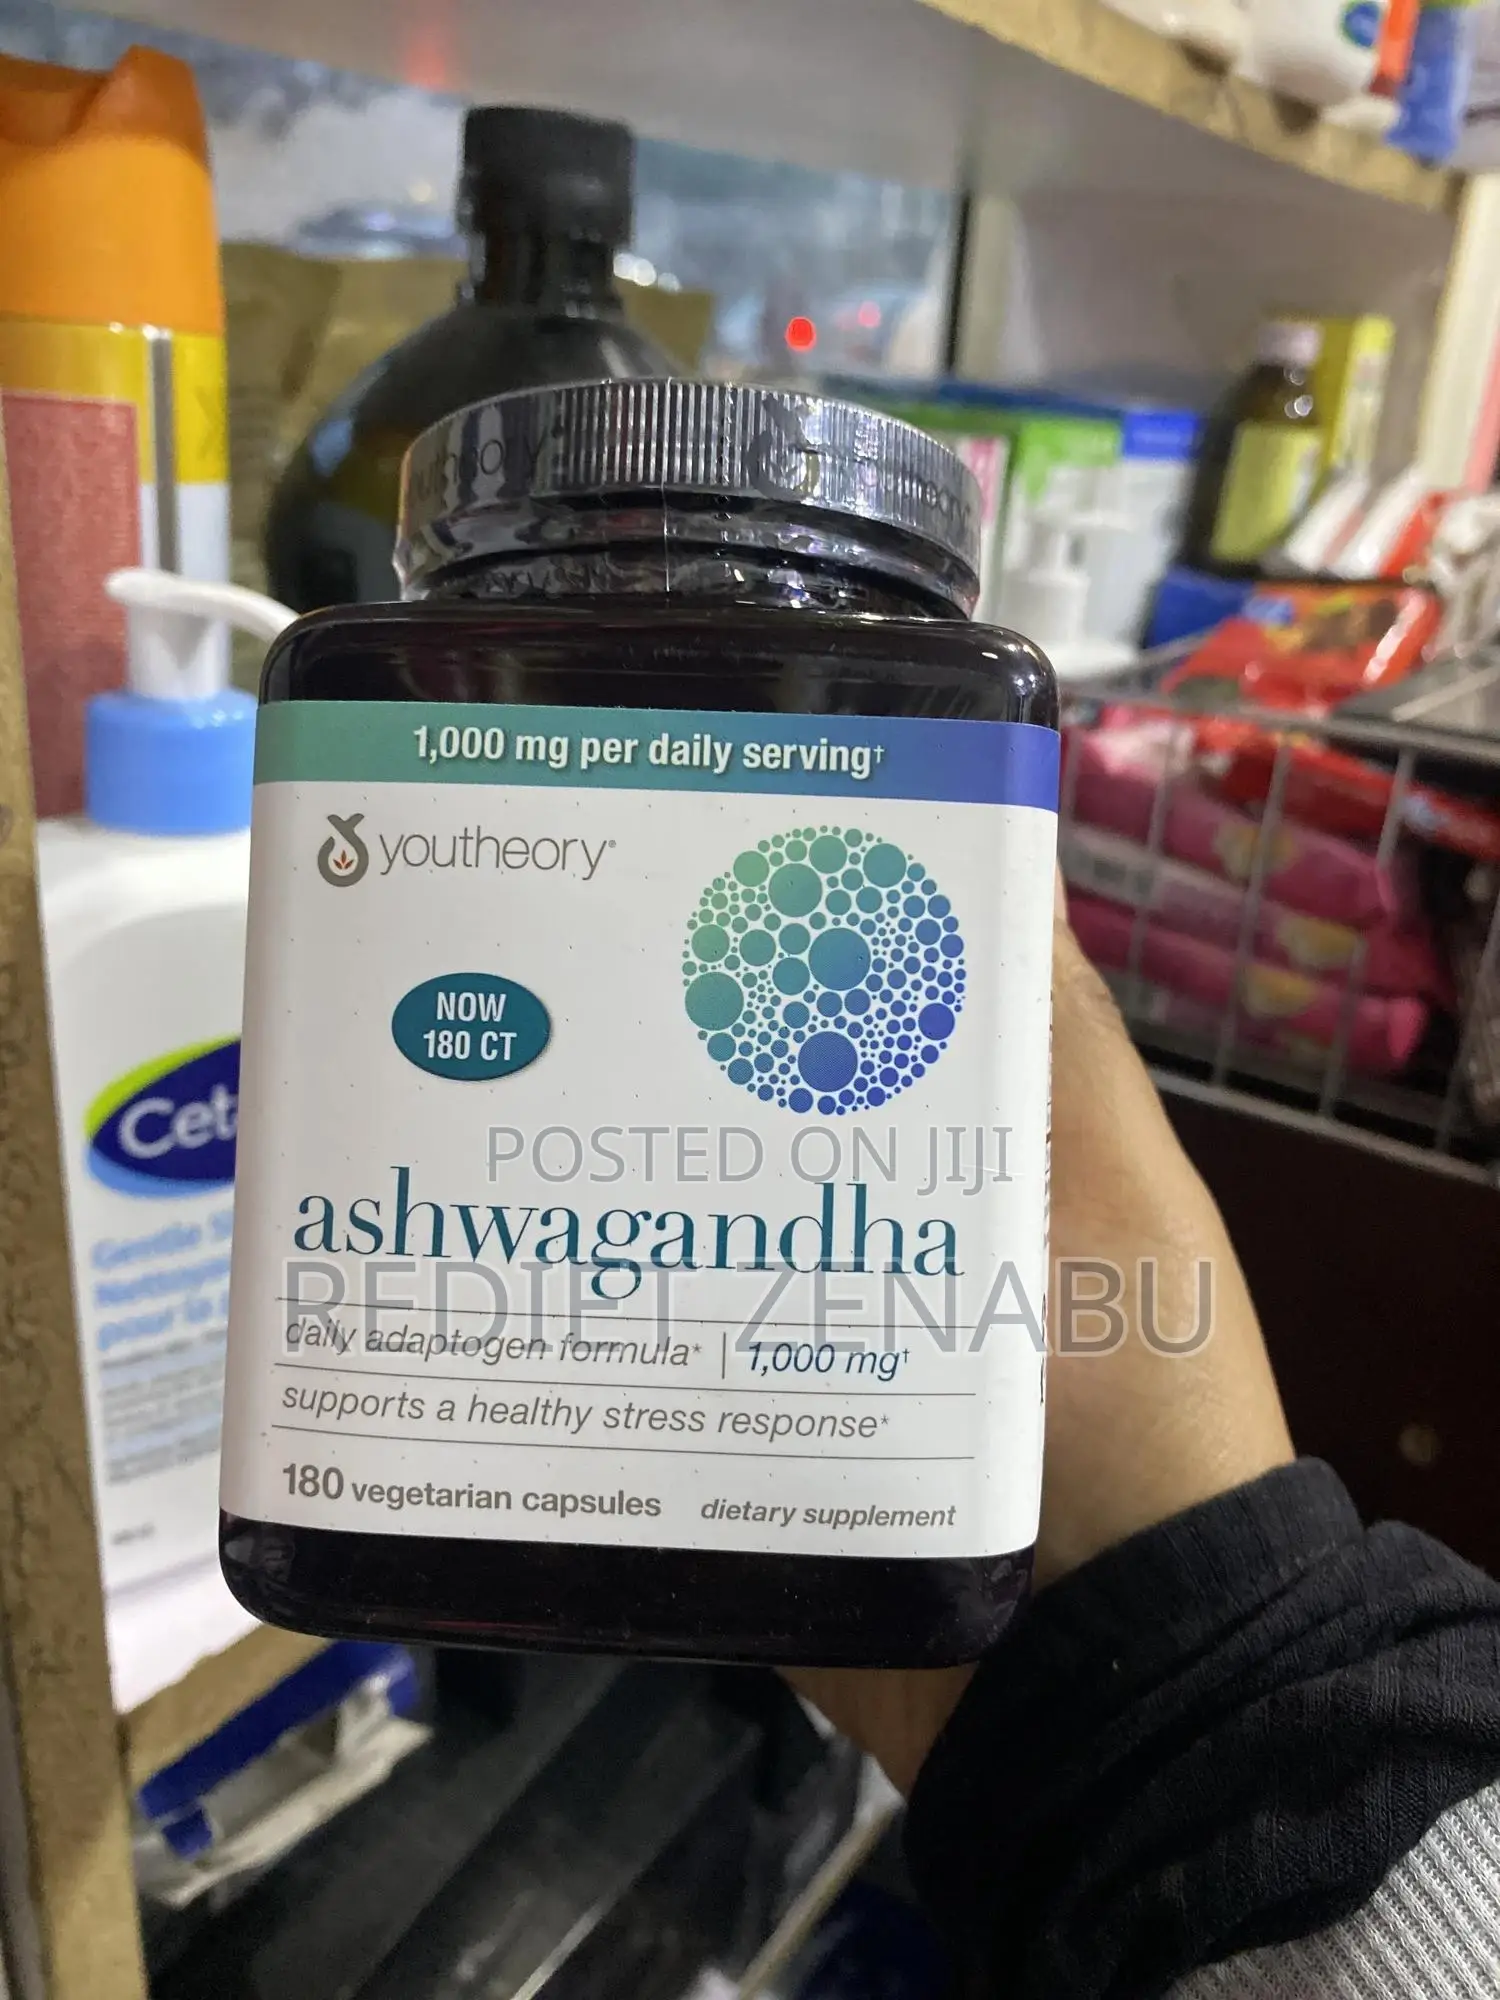 1,000 mg per daily serving†
youtheory®
NOW
180 CT
POSTED ON JIJI
ashwagandha
REDIET ZENABU
daily adaptogen formula* | 1,000 mg†
supports a healthy stress response*
180 vegetarian capsules dietary supplement
Cet